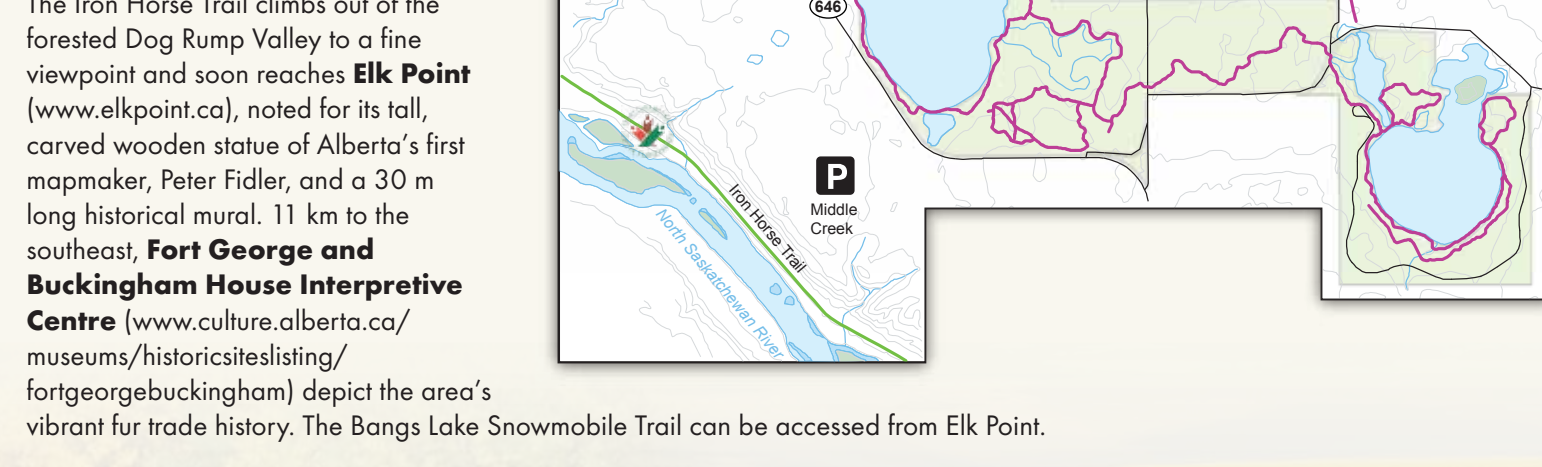 The Iron Horse Trail climbs out of the
forested Dog Rump Valley to a fine
viewpoint and soon reaches Elk Point
(www.elkpoint.ca), noted for its tall,
carved wooden statue of Alberta’s first
mapmaker, Peter Fidler, and a 30 m
long historical mural. 11 km to the
southeast, Fort George and
Buckingham House Interpretive
Centre (www.culture.alberta.ca/
museums/historicsiteslisting/
fortgeorgebuckingham) depict the area’s
vibrant fur trade history. The Bangs Lake Snowmobile Trail can be accessed from Elk Point.
646
P
Middle
Creek
Iron Horse Trail
North Saskatchewan River